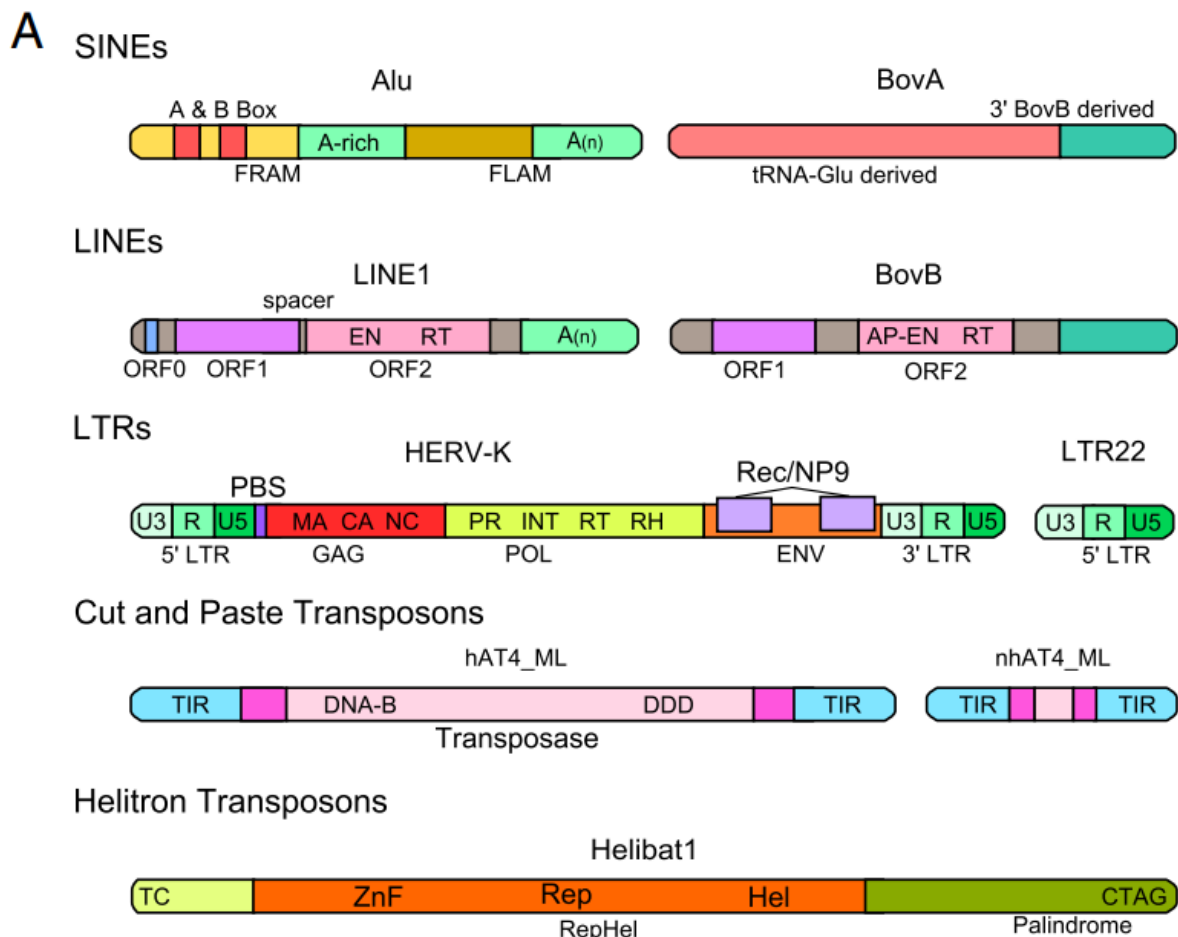 A
SINEs
Alu
BovA
A & B Box
3' BovB derived
A-rich
A(n)
FRAM
FLAM
tRNA-Glu derived
LINEs
LINE1
BovB
spacer
EN RT
A(n)
AP-EN RT
ORF0 ORF1 ORF2
ORF1 ORF2
LTRs
HERV-K
LTR22
Rec/NP9
PBS
U3 R U5 MA CA NC PR INT RT RH U3 R U5
U3 R U5
5' LTR GAG POL ENV 3' LTR
5' LTR
Cut and Paste Transposons
hAT4_ML
nhAT4_ML
TIR DNA-B DDD TIR
TIR TIR
Transposase
Helitron Transposons
Helibat1
TC ZnF Rep Hel CTAG
RepHel
Palindrome